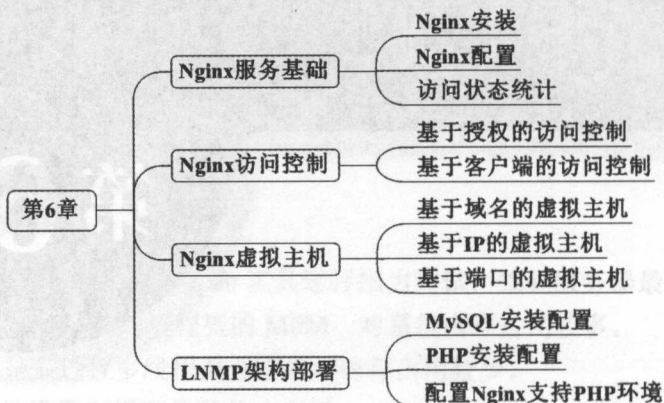 第6章
Nginx服务基础
Nginx安装
Nginx配置
访问状态统计
Nginx访问控制
基于授权的访问控制
基于客户端的访问控制
Nginx虚拟主机
基于域名的虚拟主机
基于IP的虚拟主机
基于端口的虚拟主机
LNMP架构部署
MySQL安装配置
PHP安装配置
配置Nginx支持PHP环境